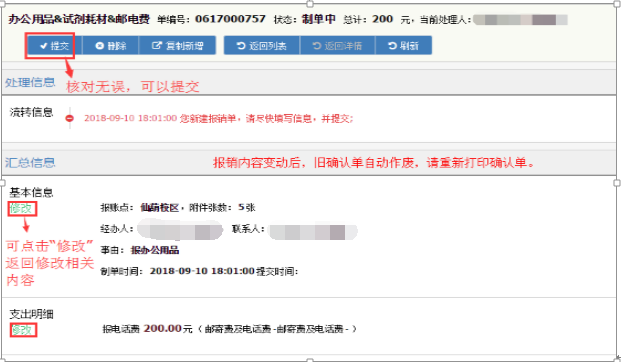 办公用品&试剂耗材&邮电费 单编号：0617000757 状态：制单中 总计：200 元，当前处理人：
提交 删除 复制新增 返回列表 返回详情 刷新
核对无误，可以提交
处理信息
流转信息
2018-09-10 18:01:00 您新建报销单，请尽快填写信息，并提交；
汇总信息 报销内容变动后，旧确认单自动作废，请重新打印确认单。
基本信息
修改
报账点：仙葫校区，附件张数：5张
经办人： 联系人：
可点击“修改”
返回修改相关
内容
事由：报办公用品
制单时间：2018-09-10 18:01:00提交时间：
支出明细
修改
报电话费 200.00元（邮寄费及电话费-邮寄费及电话费-）